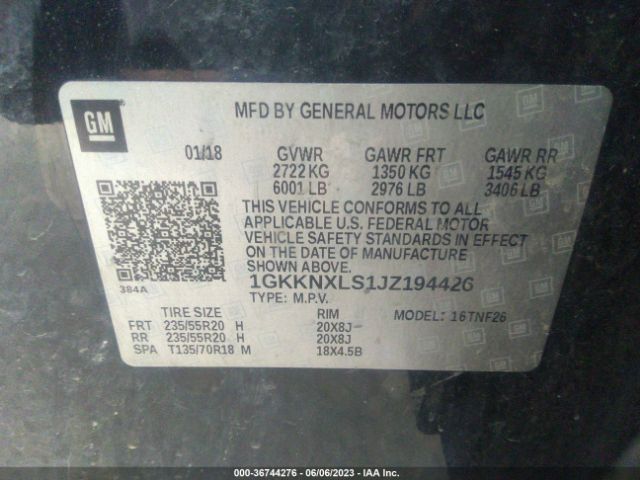 GM
MFD BY GENERAL MOTORS LLC
01/18 GVWR GAWR FRT GAWR RR
2722 KG 1350 KG 1545 KG
6001 LB 2976 LB 3406 LB
THIS VEHICLE CONFORMS TO ALL
APPLICABLE U.S. FEDERAL MOTOR
VEHICLE SAFETY STANDARDS IN EFFECT
ON THE DATE OF MANUFACTURE
SHOWN ABOVE.
384A
1GKKNXLS1JZ194426
TYPE: M.P.V.
TIRE SIZE RIM MODEL: 16TNF26
FRT 235/55R20 H 20X8J
RR 235/55R20 H 20X8J
SPA T135/70R18 M 18X4.5B
000-36744276 - 06/06/2023 - IAA Inc.